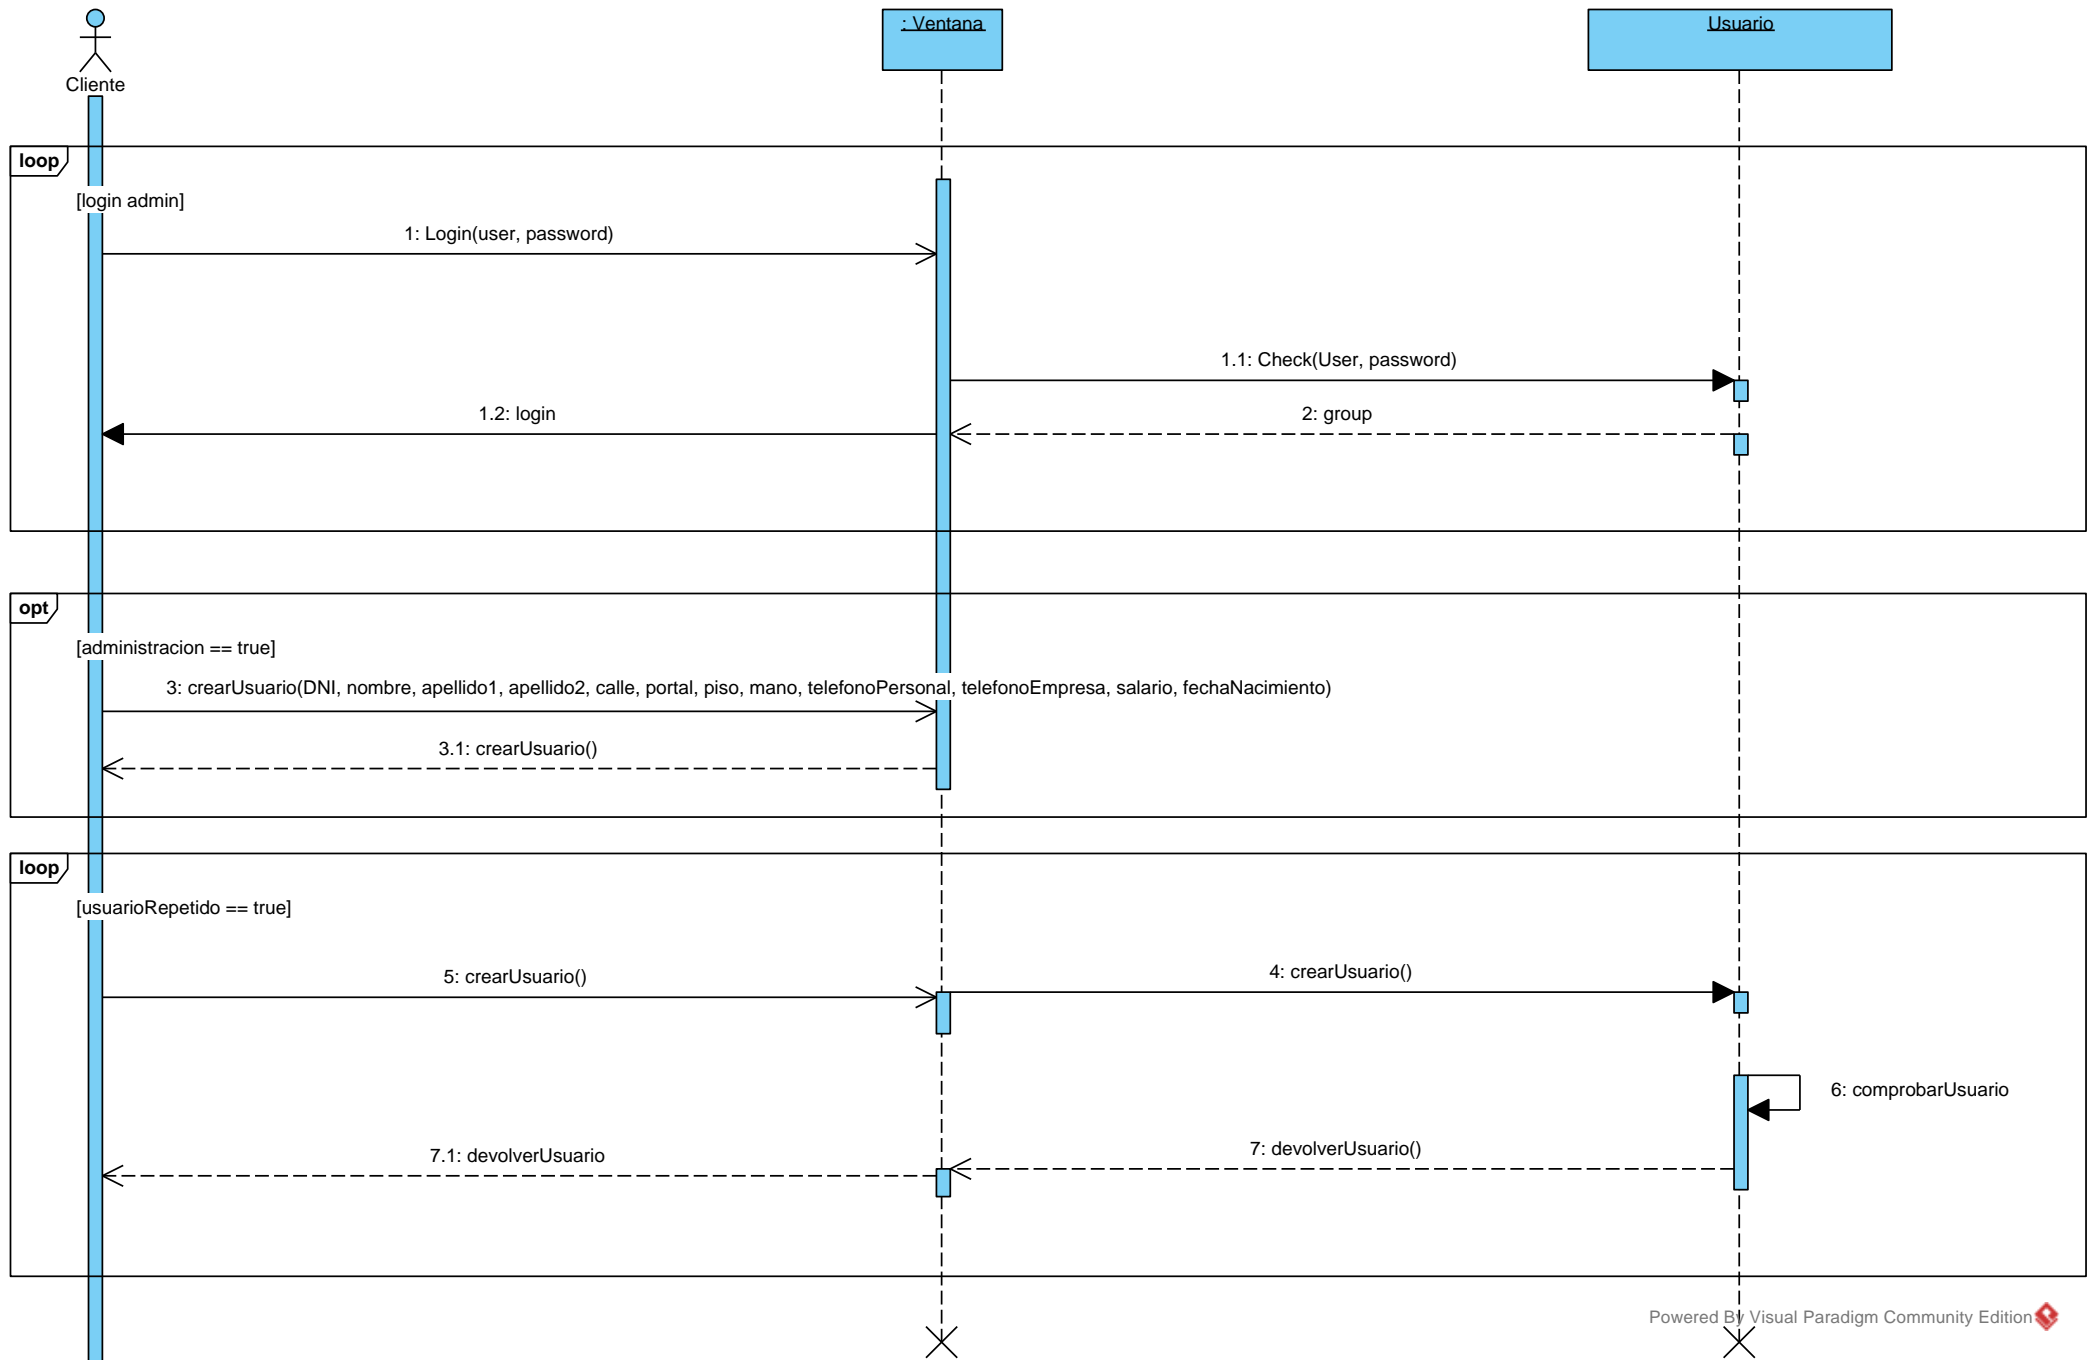 Cliente
: Ventana
Usuario
loop
[login admin]
1: Login(user, password)
1.1: Check(User, password)
1.2: login
2: group
opt
[administracion == true]
3: crearUsuario(DNI, nombre, apellido1, apellido2, calle, portal, piso, mano, telefonoPersonal, telefonoEmpresa, salario, fechaNacimiento)
3.1: crearUsuario()
loop
[usuarioRepetido == true]
5: crearUsuario()
4: crearUsuario()
6: comprobarUsuario
7.1: devolverUsuario
7: devolverUsuario()
Powered By Visual Paradigm Community Edition